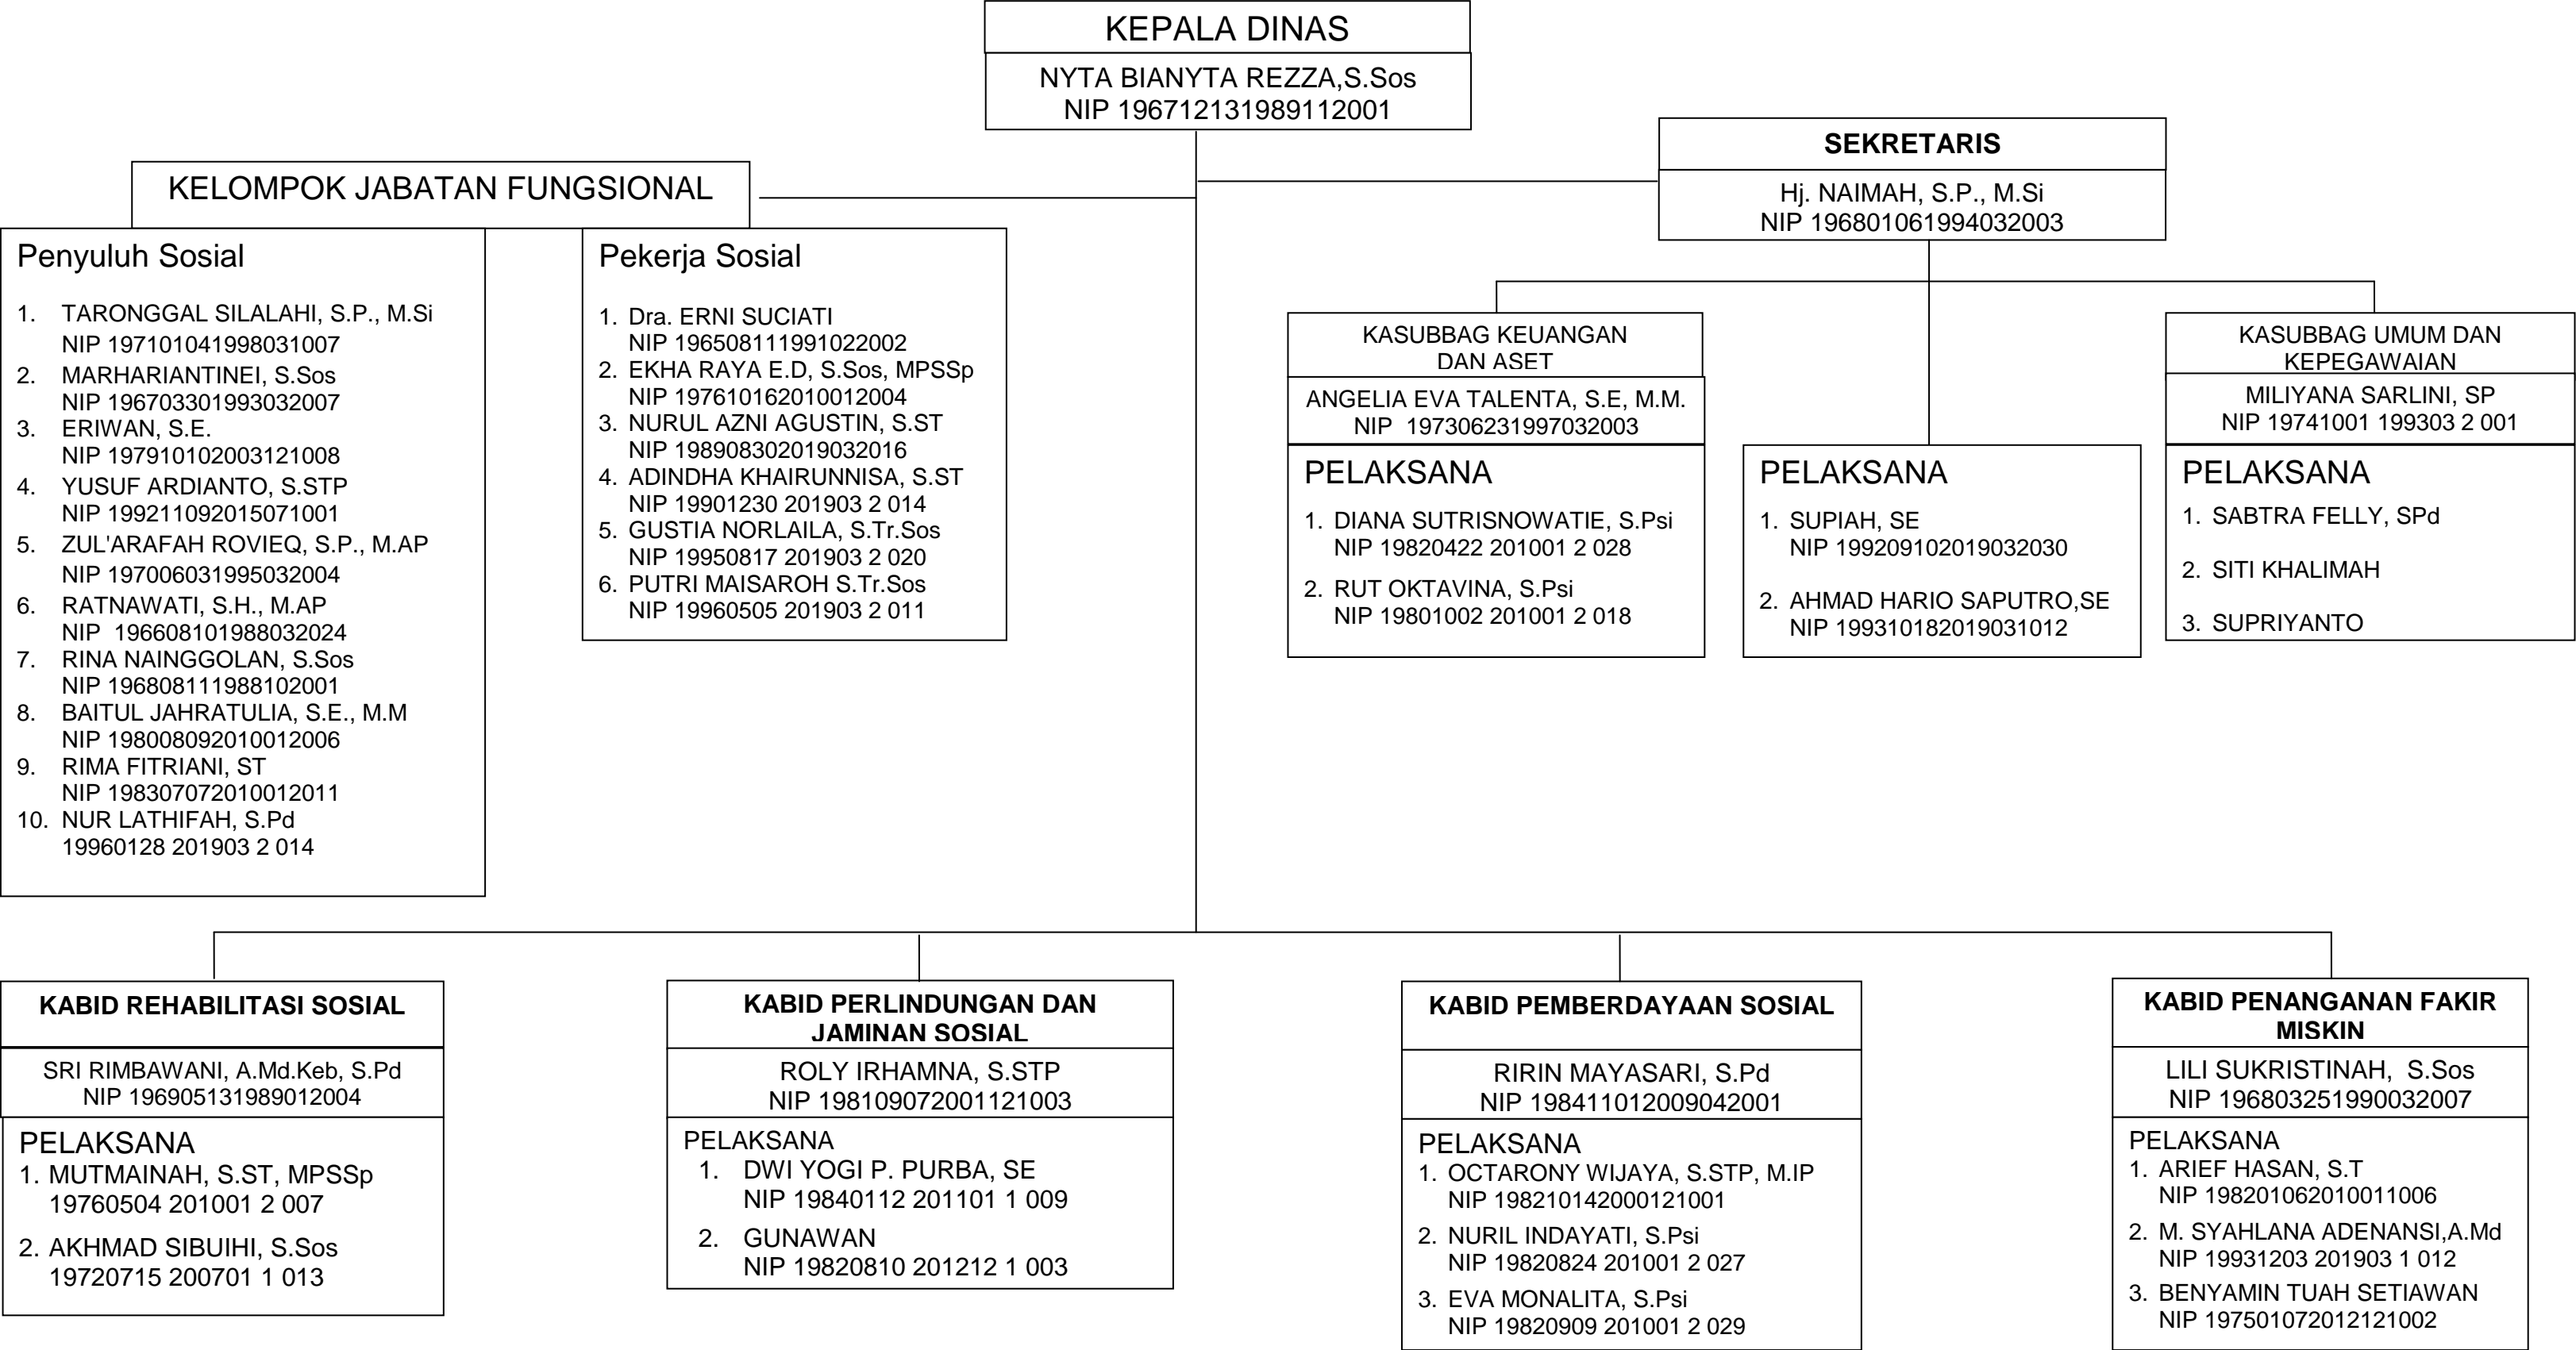 KEPALA DINAS
NYTA BIANYTA REZZA,S.Sos
NIP 196712131989112001
SEKRETARIS
Hj. NAIMAH, S.P., M.Si
NIP 196801061994032003
KELOMPOK JABATAN FUNGSIONAL
Penyuluh Sosial
1. TARONGGAL SILALAHI, S.P., M.Si
NIP 197101041998031007
2. MARHARIANTINEI, S.Sos
NIP 196703301993032007
3. ERIWAN, S.E.
NIP 197910102003121008
4. YUSUF ARDIANTO, S.STP
NIP 199211092015071001
5. ZUL'ARAFAH ROVIEQ, S.P., M.AP
NIP 197006031995032004
6. RATNAWATI, S.H., M.AP
NIP 196608101988032024
7. RINA NAINGGOLAN, S.Sos
NIP 196808111988102001
8. BAITUL JAHRATULIA, S.E., M.M
NIP 198008092010012006
9. RIMA FITRIANI, ST
NIP 198307072010012011
10. NUR LATHIFAH, S.Pd
19960128 201903 2 014
Pekerja Sosial
1. Dra. ERNI SUCIATI
NIP 196508111991022002
2. EKHA RAYA E.D, S.Sos, MPSSp
NIP 197610162010012004
3. NURUL AZNI AGUSTIN, S.ST
NIP 198908302019032016
4. ADINDHA KHAIRUNNISA, S.ST
NIP 19901230 201903 2 014
5. GUSTIA NORLAILA, S.Tr.Sos
NIP 19950817 201903 2 020
6. PUTRI MAISAROH S.Tr.Sos
NIP 19960505 201903 2 011
KASUBBAG KEUANGAN
DAN ASET
ANGELIA EVA TALENTA, S.E, M.M.
NIP 197306231997032003
PELAKSANA
1. DIANA SUTRISNOWATIE, S.Psi
NIP 19820422 201001 2 028
2. RUT OKTAVINA, S.Psi
NIP 19801002 201001 2 018
PELAKSANA
1. SUPIAH, SE
NIP 199209102019032030
2. AHMAD HARIO SAPUTRO,SE
NIP 199310182019031012
KASUBBAG UMUM DAN
KEPEGAWAIAN
MILIYANA SARLINI, SP
NIP 19741001 199303 2 001
PELAKSANA
1. SABTRA FELLY, SPd
2. SITI KHALIMAH
3. SUPRIYANTO
KABID REHABILITASI SOSIAL
SRI RIMBAWANI, A.Md.Keb, S.Pd
NIP 196905131989012004
PELAKSANA
1. MUTMAINAH, S.ST, MPSSp
19760504 201001 2 007
2. AKHMAD SIBUIHI, S.Sos
19720715 200701 1 013
KABID PERLINDUNGAN DAN
JAMINAN SOSIAL
ROLY IRHAMNA, S.STP
NIP 198109072001121003
PELAKSANA
1. DWI YOGI P. PURBA, SE
NIP 19840112 201101 1 009
2. GUNAWAN
NIP 19820810 201212 1 003
KABID PEMBERDAYAAN SOSIAL
RIRIN MAYASARI, S.Pd
NIP 198411012009042001
PELAKSANA
1. OCTARONY WIJAYA, S.STP, M.IP
NIP 198210142000121001
2. NURIL INDAYATI, S.Psi
NIP 19820824 201001 2 027
3. EVA MONALITA, S.Psi
NIP 19820909 201001 2 029
KABID PENANGANAN FAKIR
MISKIN
LILI SUKRISTINAH, S.Sos
NIP 196803251990032007
PELAKSANA
1. ARIEF HASAN, S.T
NIP 198201062010011006
2. M. SYAHLANA ADENANSI,A.Md
NIP 19931203 201903 1 012
3. BENYAMIN TUAH SETIAWAN
NIP 197501072012121002